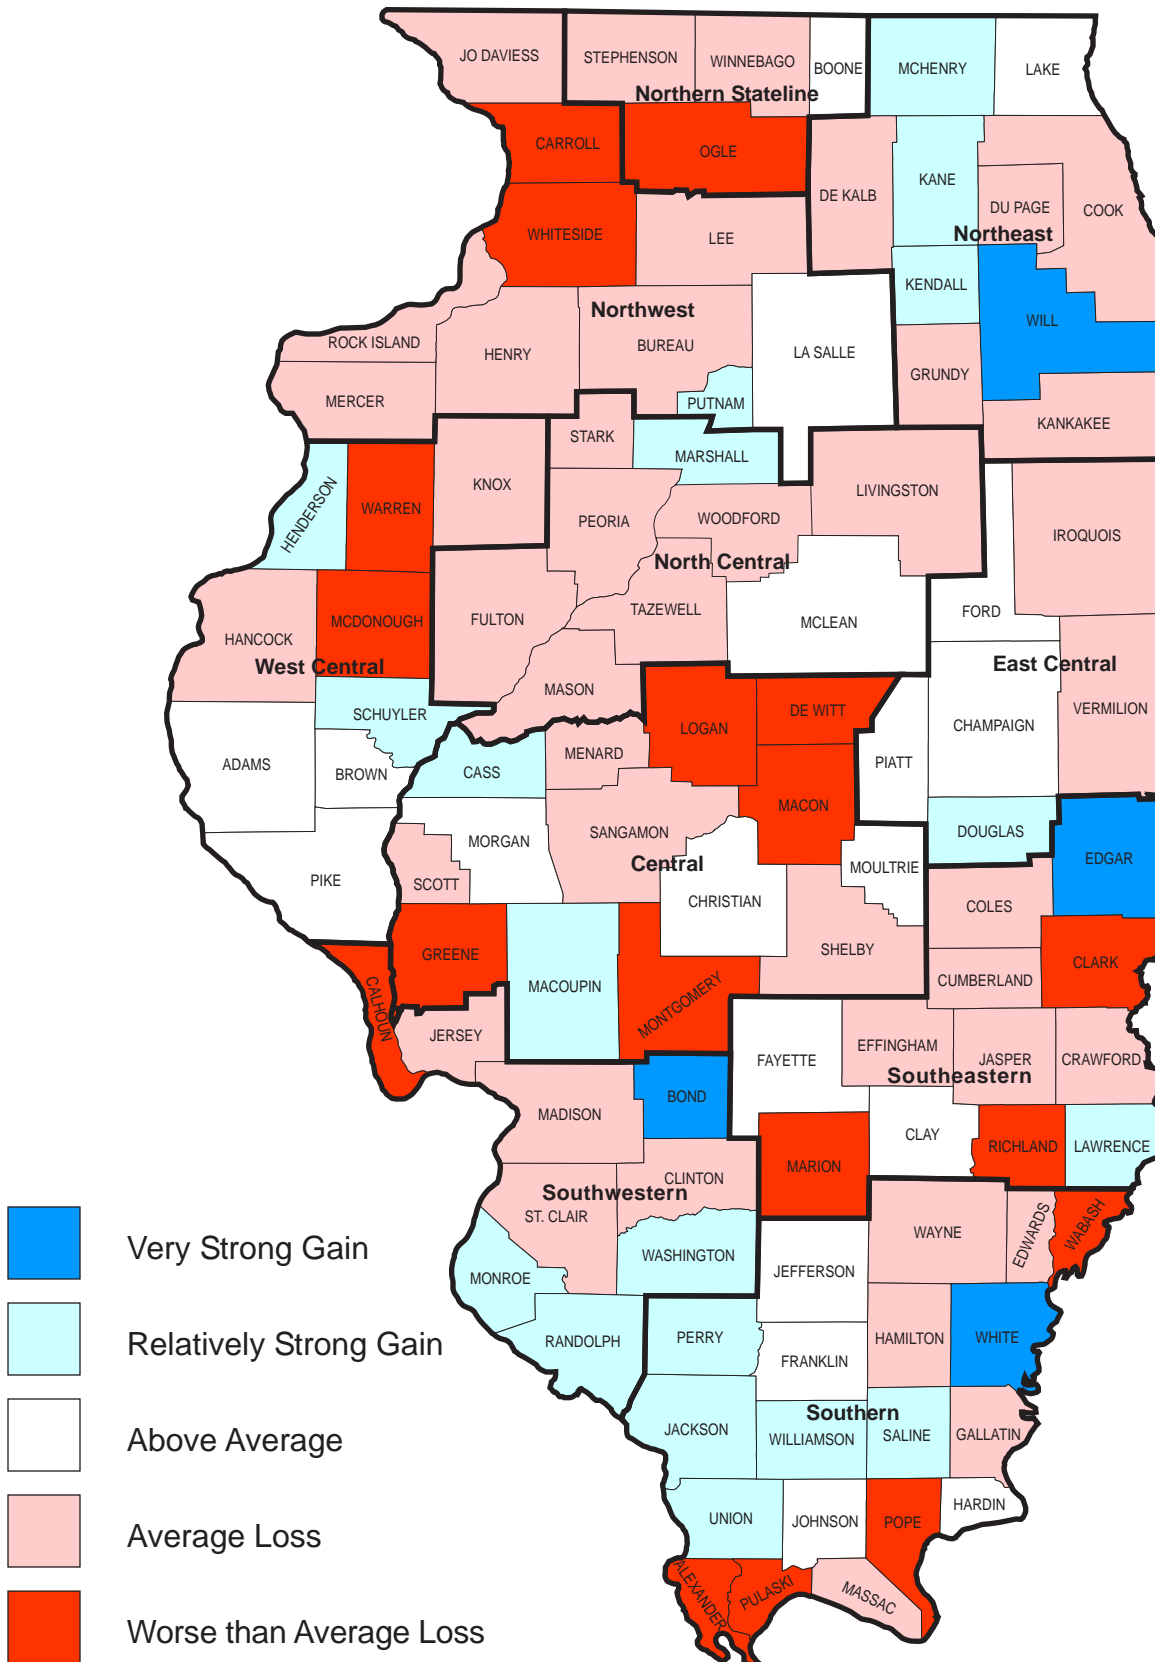 JO DAVIESS
STEPHENSON
WINNEBAGO
BOONE
MCHENRY
LAKE
Northern Stateline
CARROLL
OGLE
DE KALB
KANE
DU PAGE
COOK
Northeast
WHITESIDE
LEE
KENDALL
WILL
Northwest
ROCK ISLAND
HENRY
BUREAU
LA SALLE
GRUNDY
MERCER
PUTNAM
KANKAKEE
STARK
MARSHALL
HENDERSON
WARREN
KNOX
LIVINGSTON
PEORIA
WOODFORD
IROQUOIS
North Central
FULTON
TAZEWELL
MCLEAN
FORD
HANCOCK
MCDONOUGH
West Central
East Central
MASON
SCHUYLER
LOGAN
DE WITT
CHAMPAIGN
VERMILION
ADAMS
BROWN
CASS
MENARD
PIATT
MACON
DOUGLAS
SANGAMON
MORGAN
EDGAR
Central
MOULTRIE
PIKE
SCOTT
CHRISTIAN
COLES
SHELBY
GREENE
CLARK
MACOUPIN
MONTGOMERY
CUMBERLAND
CALHOUN
JERSEY
FAYETTE
EFFINGHAM
JASPER
CRAWFORD
Southeastern
BOND
MADISON
CLAY
RICHLAND
LAWRENCE
MARION
CLINTON
Southwestern
ST. CLAIR
WAYNE
EDWARDS
WABASH
WASHINGTON
MONROE
JEFFERSON
RANDOLPH
PERRY
HAMILTON
WHITE
FRANKLIN
Southern
JACKSON
WILLIAMSON
SALINE
GALLATIN
HARDIN
UNION
JOHNSON
POPE
ALEXANDER
PULASKI
MASSAC
Very Strong Gain
Relatively Strong Gain
Above Average
Average Loss
Worse than Average Loss